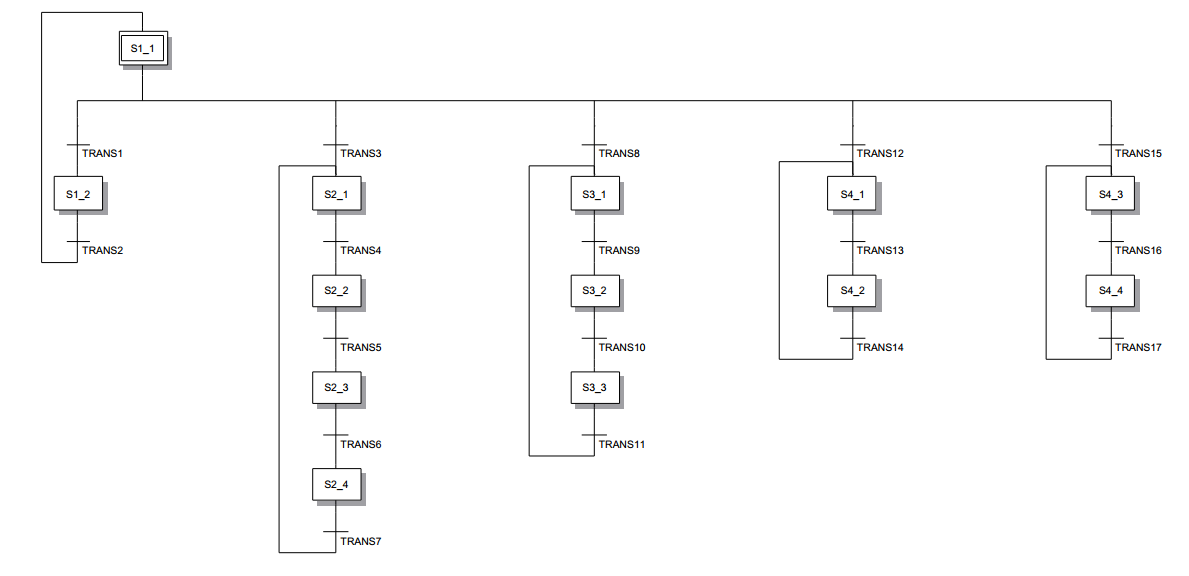 S1_1
TRANS1
TRANS3
TRANS8
TRANS12
TRANS15
S1_2
S2_1
S3_1
S4_1
S4_3
TRANS2
TRANS4
TRANS9
TRANS13
TRANS16
S2_2
S3_2
S4_2
S4_4
TRANS5
TRANS10
TRANS14
TRANS17
S2_3
S3_3
TRANS6
TRANS11
S2_4
TRANS7